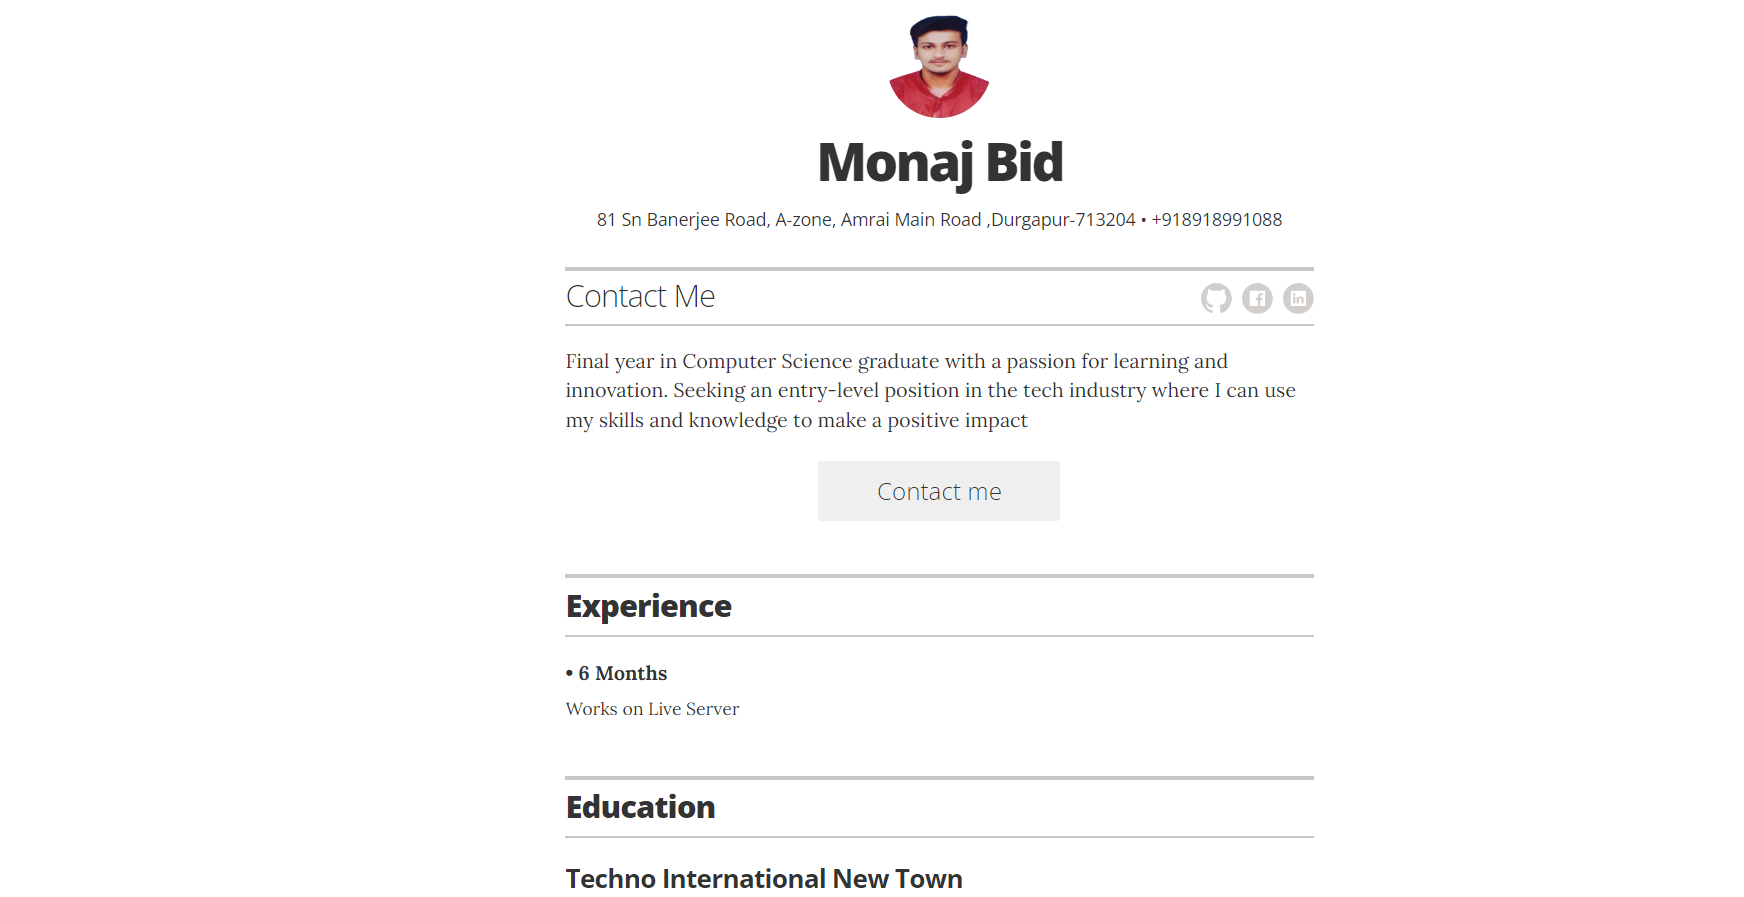 Monaj Bid
81 Sn Banerjee Road, A-zone, Amrai Main Road ,Durgapur-713204 • +918918991088
Contact Me
Final year in Computer Science graduate with a passion for learning and
innovation. Seeking an entry-level position in the tech industry where I can use
my skills and knowledge to make a positive impact
Contact me
Experience
• 6 Months
Works on Live Server
Education
Techno International New Town